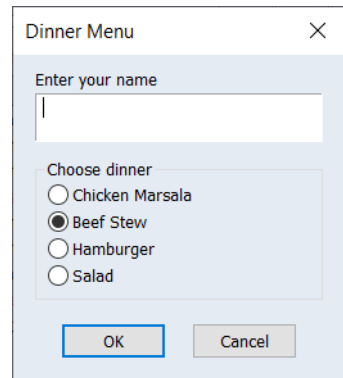 Dinner Menu
Enter your name
Choose dinner
Chicken Marsala
Beef Stew
Hamburger
Salad
OK Cancel